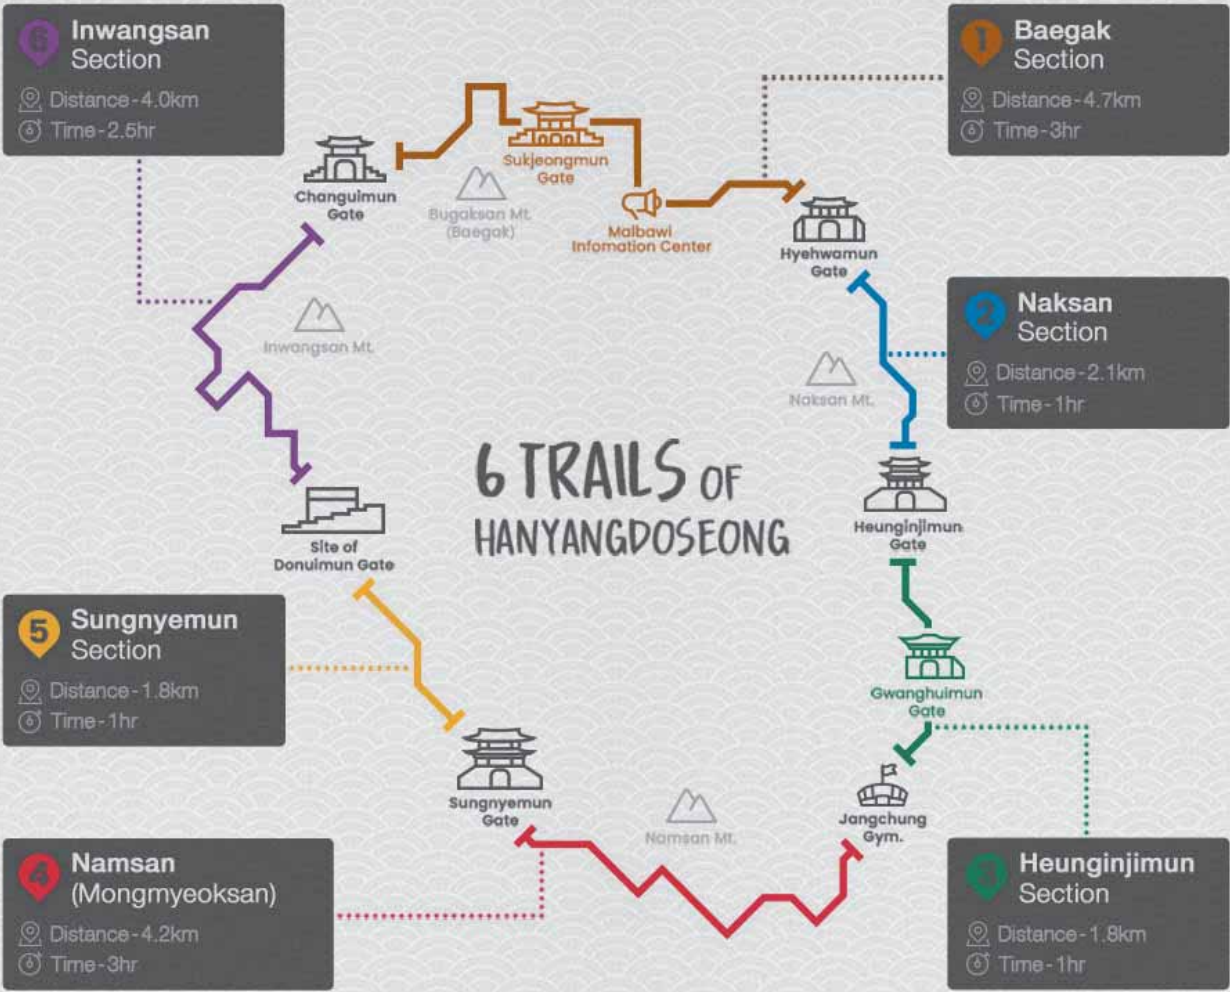 6
Inwangsan
Section
Distance-4.0km
Time-2.5hr
1
Baegak
Section
Distance-4.7km
Time-3hr
Sukjeongmun
Gate
Changuimun
Gate
Bugaksan Mt.
(Baegak)
Malbawi
Infomation Center
Hyehwamun
Gate
2
Naksan
Section
Distance-2.1km
Time-1hr
Inwangsan Mt.
Naksan Mt.
6 TRAILS OF
HANYANGDOSEONG
Heunginjimun
Gate
Site of
Donuimun Gate
5
Sungnyemun
Section
Distance-1.8km
Time-1hr
Gwanghuimun
Gate
Sungnyemun
Gate
Namsan Mt.
Jangchung
Gym.
4
Namsan
(Mongmyeoksan)
Distance-4.2km
Time-3hr
3
Heunginjimun
Section
Distance-1.8km
Time-1hr